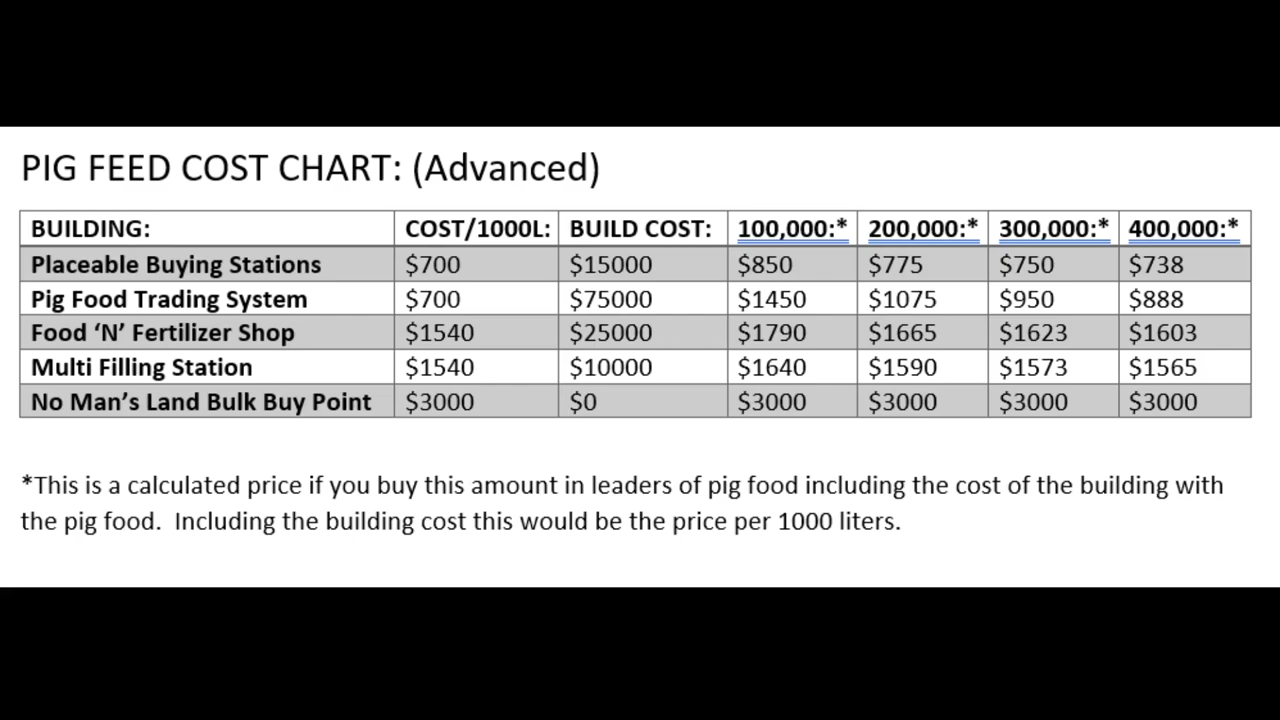 PIG FEED COST CHART: (Advanced)
BUILDING: COST/1000L: BUILD COST: 100,000:* 200,000:* 300,000:* 400,000:*
Placeable Buying Stations $700 $15000 $850 $775 $750 $738
Pig Food Trading System $700 $75000 $1450 $1075 $950 $888
Food ‘N’ Fertilizer Shop $1540 $25000 $1790 $1665 $1623 $1603
Multi Filling Station $1540 $10000 $1640 $1590 $1573 $1565
No Man’s Land Bulk Buy Point $3000 $0 $3000 $3000 $3000 $3000
*This is a calculated price if you buy this amount in leaders of pig food including the cost of the building with
the pig food. Including the building cost this would be the price per 1000 liters.